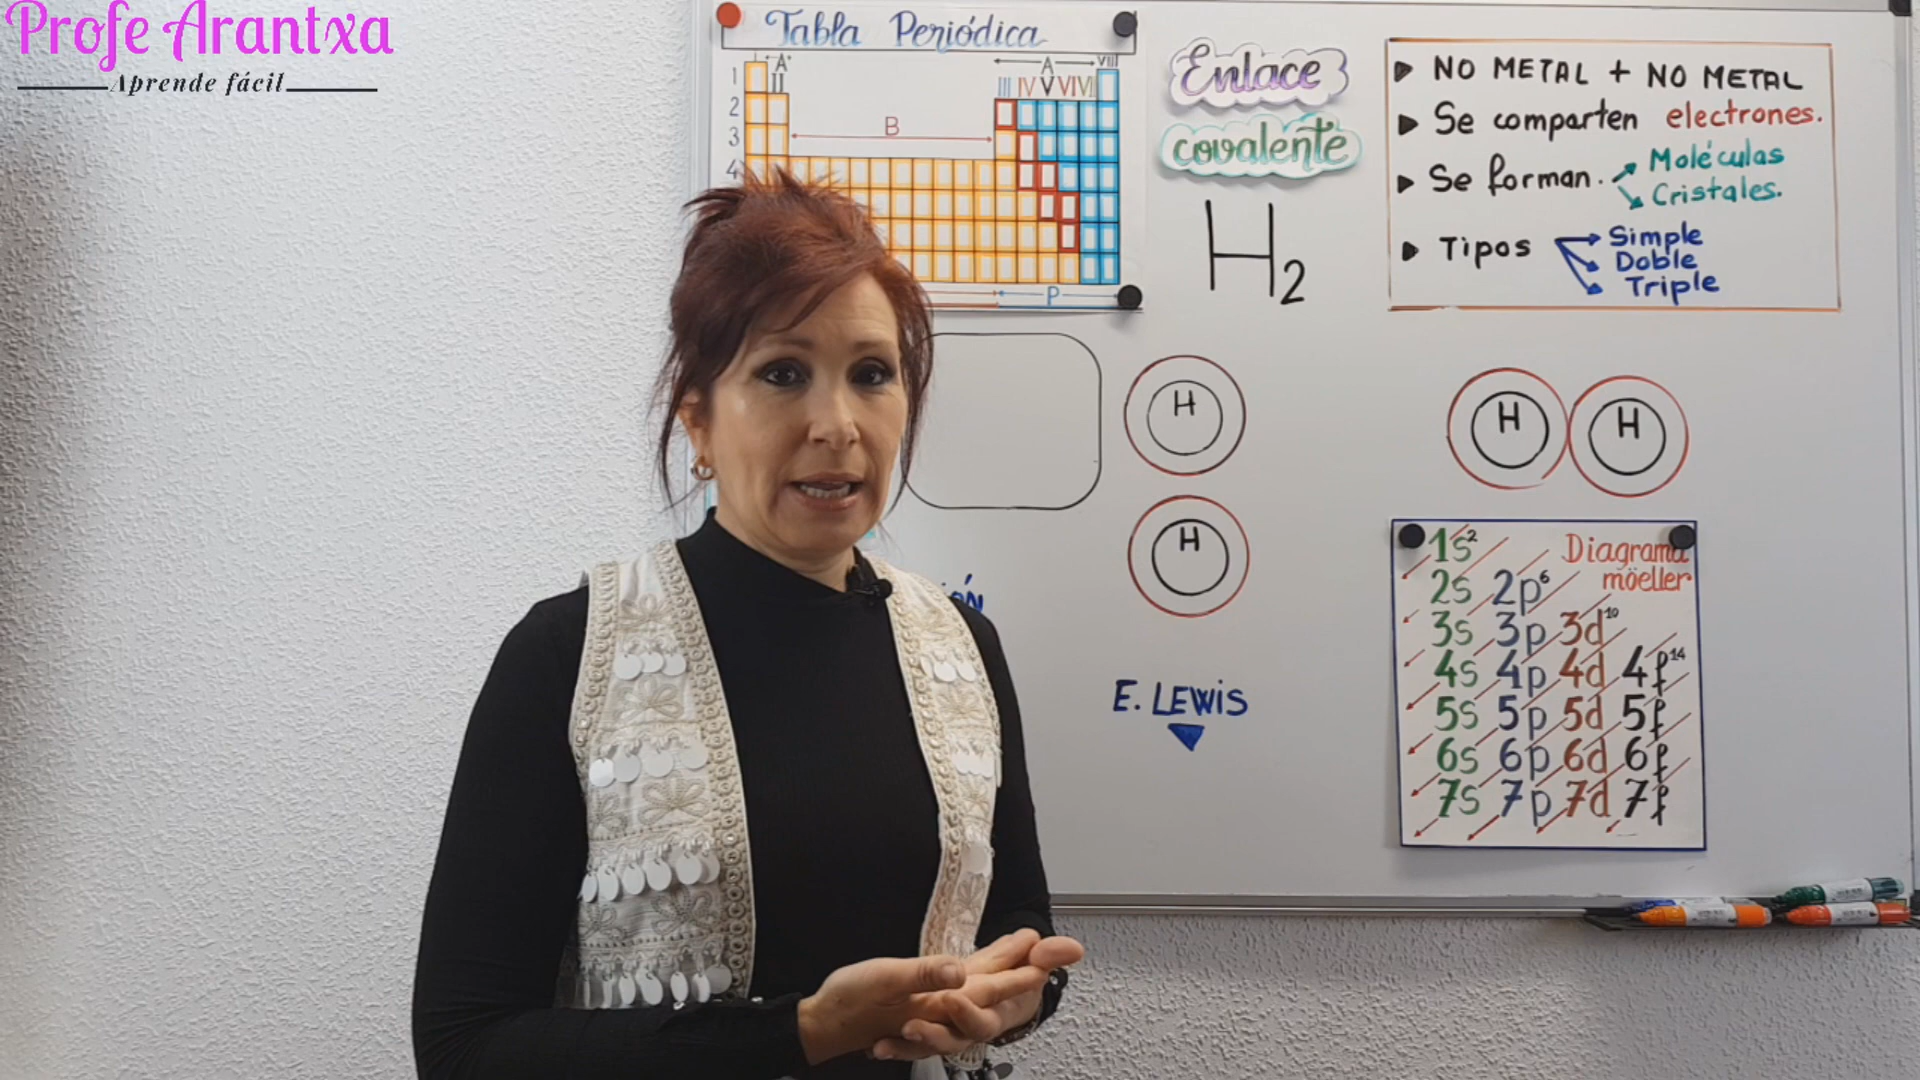 Profe Arantxa
Aprende fácil
Tabla Periódica
I A VIII
II III IV V VI
A
1
2
3
4
B
P
Enlace
covalente
H2
NO METAL + NO METAL
Se comparten electrones.
Se forman. Moléculas
Cristales.
Tipos Simple
Doble
Triple
H
H
H H
E. LEWIS
Diagrama
möeller
1s2
2s 2p6
3s 3p 3d10
4s 4p 4d 4f14
5s 5p 5d 5f
6s 6p 6d 6f
7s 7p 7d 7f